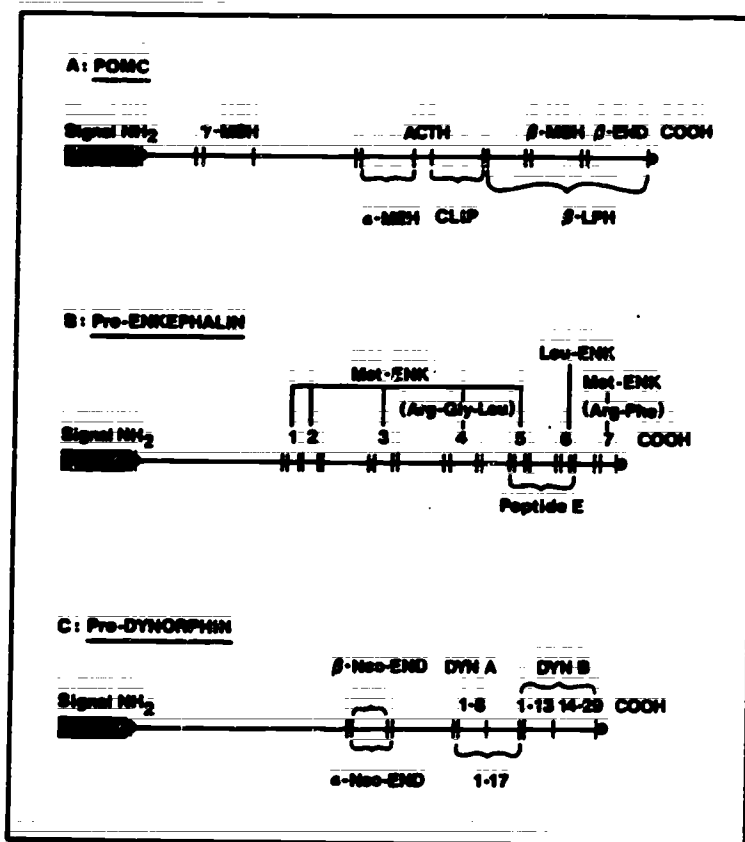 A: POMC
Signal NH2 γ-MSH ACTH β-MSH β-END COOH
α-MSH CLIP β-LPH
B: Pro-ENKEPHALIN
Leu-ENK
Met-ENK Met-ENK
(Arg-Gly-Leu) (Arg-Phe)
Signal NH2 1 2 3 4 5 6 7 COOH
Peptide E
C: Pro-DYNORPHIN
β-Neo-END DYN A DYN B
Signal NH2 1-8 1-13 14-29 COOH
α-Neo-END 1-17